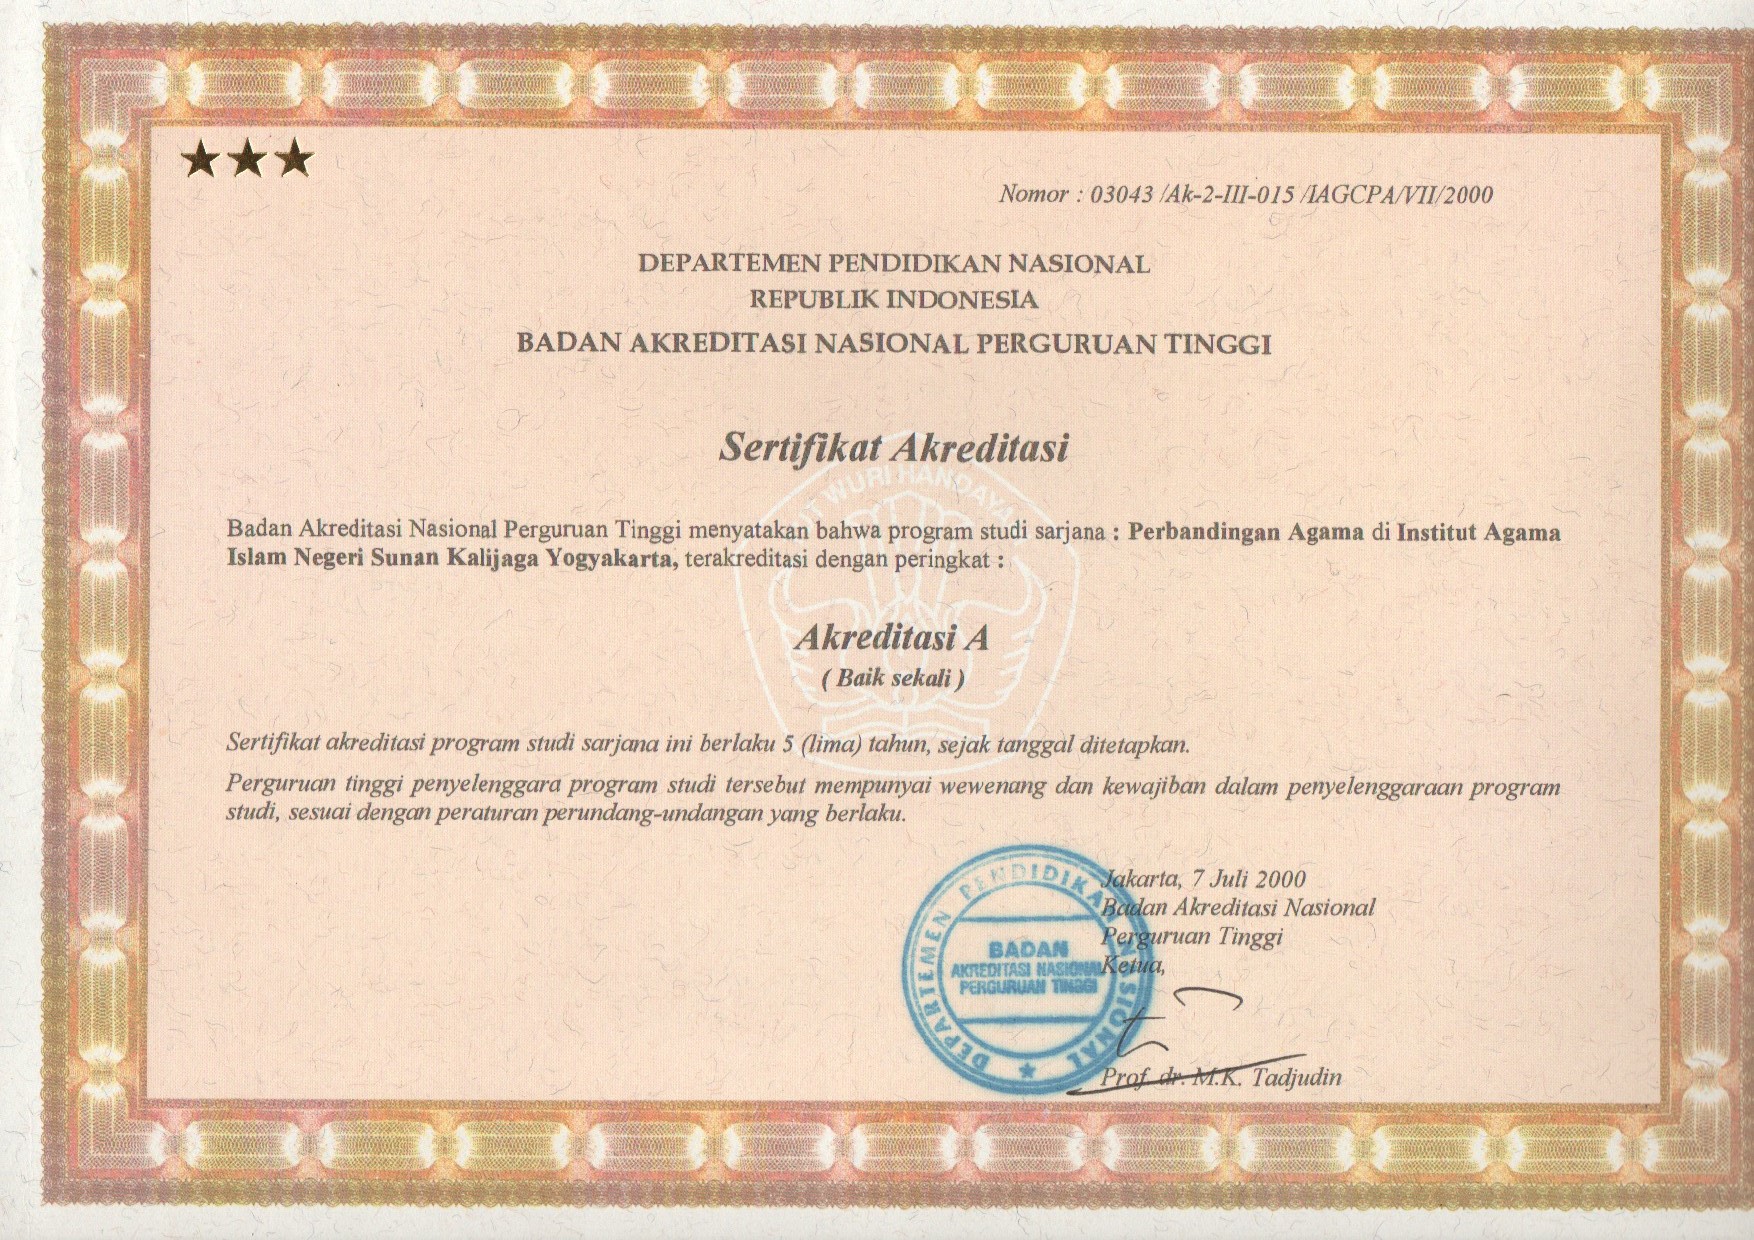 Nomor : 03043 /Ak-2-III-015 /IAGCPA/VII/2000
DEPARTEMEN PENDIDIKAN NASIONAL
REPUBLIK INDONESIA
BADAN AKREDITASI NASIONAL PERGURUAN TINGGI
Sertifikat Akreditasi
WURI HANDAYA
Badan Akreditasi Nasional Perguruan Tinggi menyatakan bahwa program studi sarjana : Perbandingan Agama di Institut Agama
Islam Negeri Sunan Kalijaga Yogyakarta, terakreditasi dengan peringkat :
Akreditasi A
( Baik sekali )
Sertifikat akreditasi program studi sarjana ini berlaku 5 (lima) tahun, sejak tanggal ditetapkan.
Perguruan tinggi penyelenggara program studi tersebut mempunyai wewenang dan kewajiban dalam penyelenggaraan program
studi, sesuai dengan peraturan perundang-undangan yang berlaku.
Jakarta, 7 Juli 2000
Badan Akreditasi Nasional
Perguruan Tinggi
Ketua,
Prof. dr. M.K. Tadjudin
DEPARTEMEN PENDIDIKAN NASIONAL
BADAN
AKREDITASI NASIONAL
PERGURUAN TINGGI